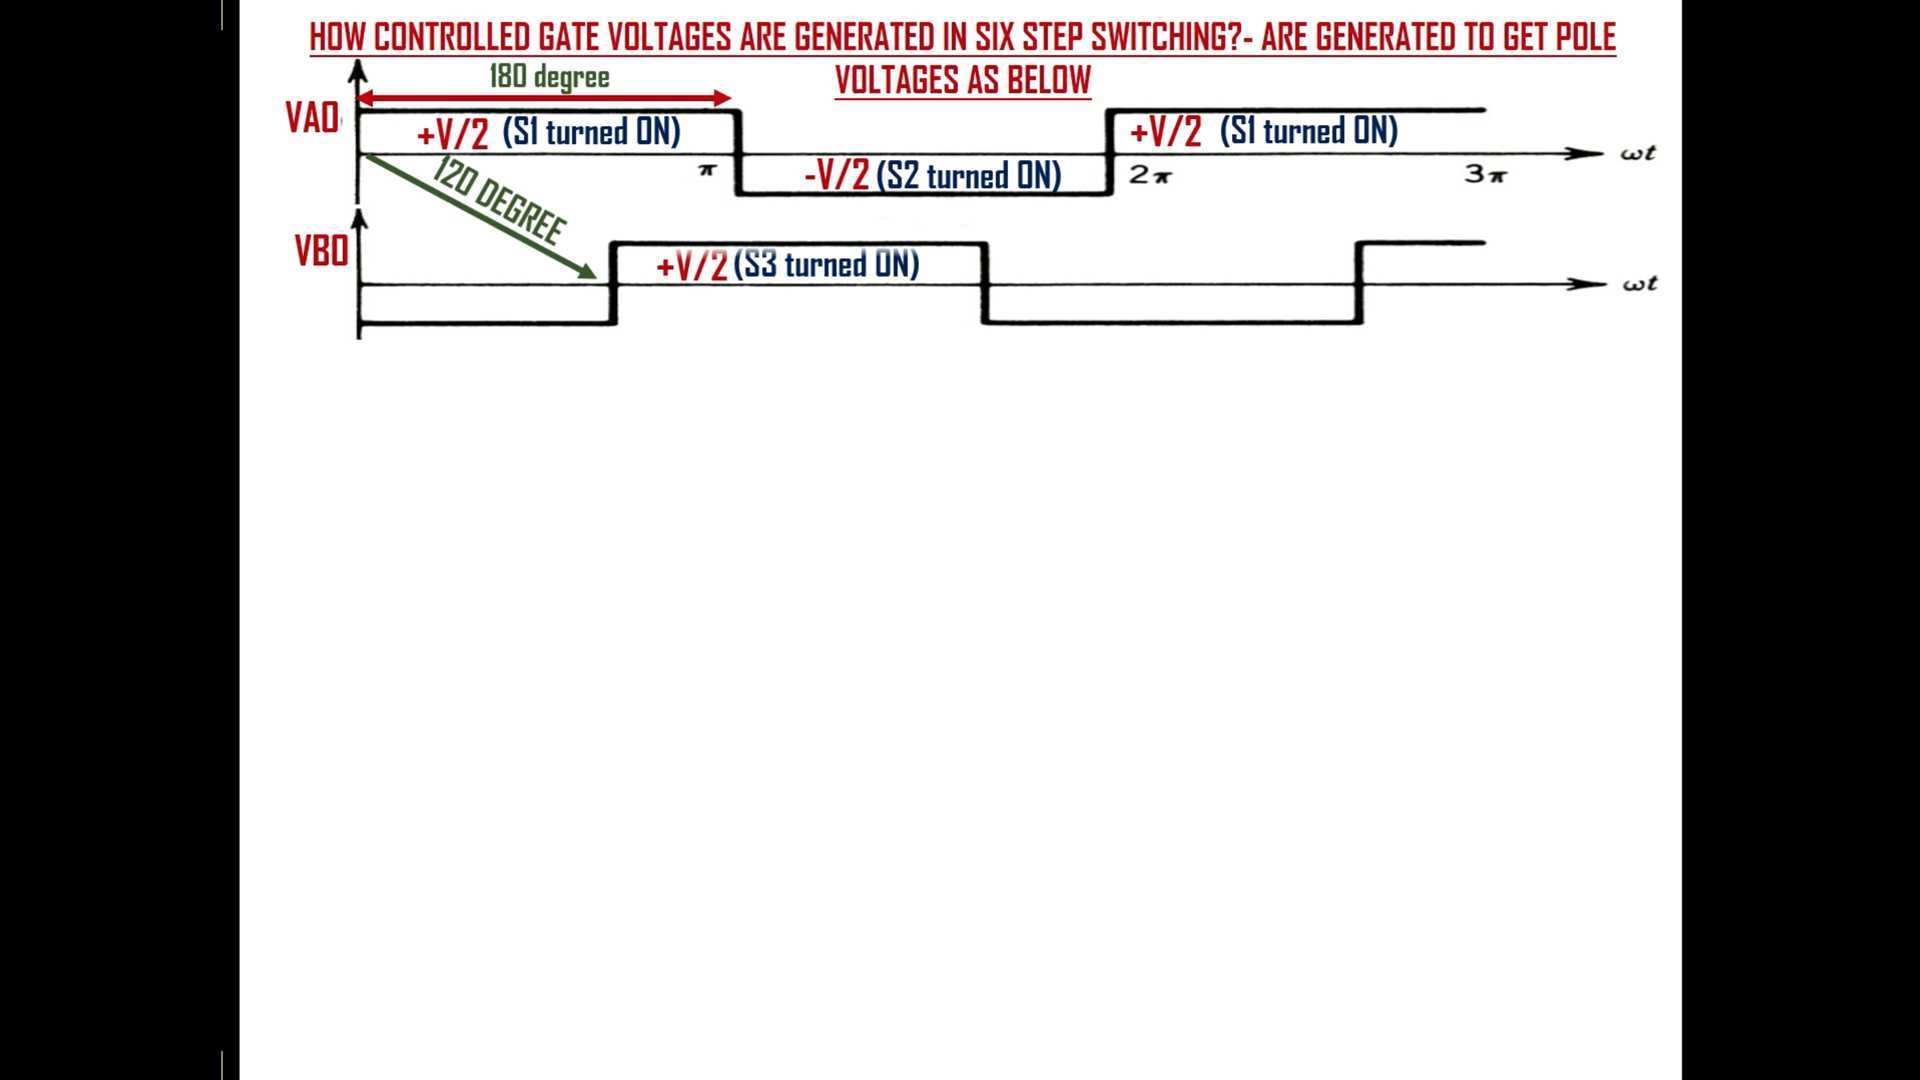 HOW CONTROLLED GATE VOLTAGES ARE GENERATED IN SIX STEP SWITCHING?- ARE GENERATED TO GET POLE
VOLTAGES AS BELOW
180 degree
VAO
+V/2 (S1 turned ON)
+V/2 (S1 turned ON)
ωt
π
-V/2 (S2 turned ON)
2π
3π
120 DEGREE
VBO
+V/2 (S3 turned ON)
ωt